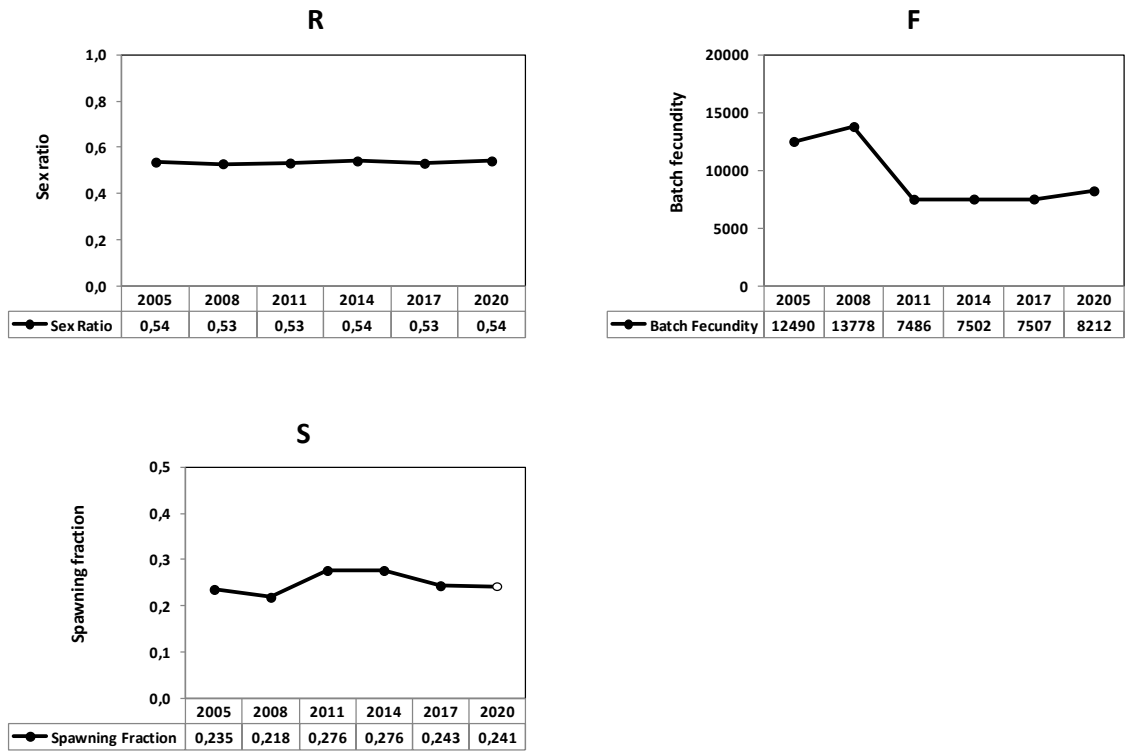 R
1,0
0,8
0,6
0,4
0,2
0,0
Sex ratio
2005 2008 2011 2014 2017 2020
Sex Ratio 0,54 0,53 0,53 0,54 0,53 0,54
F
20000
15000
10000
5000
0
Batch fecundity
2005 2008 2011 2014 2017 2020
Batch Fecundity 12490 13778 7486 7502 7507 8212
S
0,5
0,4
0,3
0,2
0,1
0,0
Spawning fraction
2005 2008 2011 2014 2017 2020
Spawning Fraction 0,235 0,218 0,276 0,276 0,243 0,241